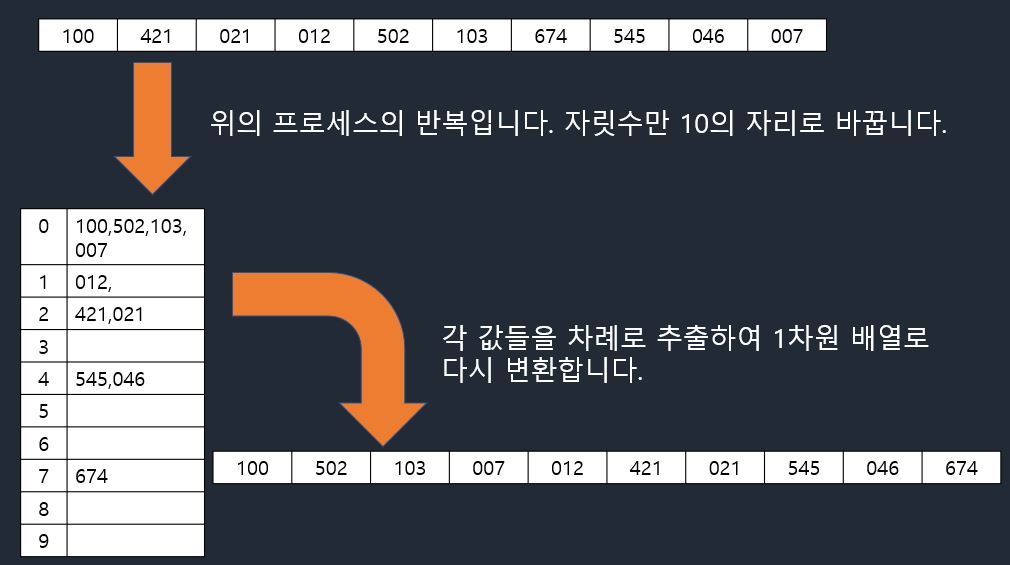 100 421 021 012 502 103 674 545 046 007
위의 프로세스의 반복입니다. 자릿수만 10의 자리로 바꿉니다.
0 100,502,103,
007
1 012,
2 421,021
3
4 545,046
5
6
7 674
8
9
각 값들을 차례로 추출하여 1차원 배열로
다시 변환합니다.
100 502 103 007 012 421 021 545 046 674